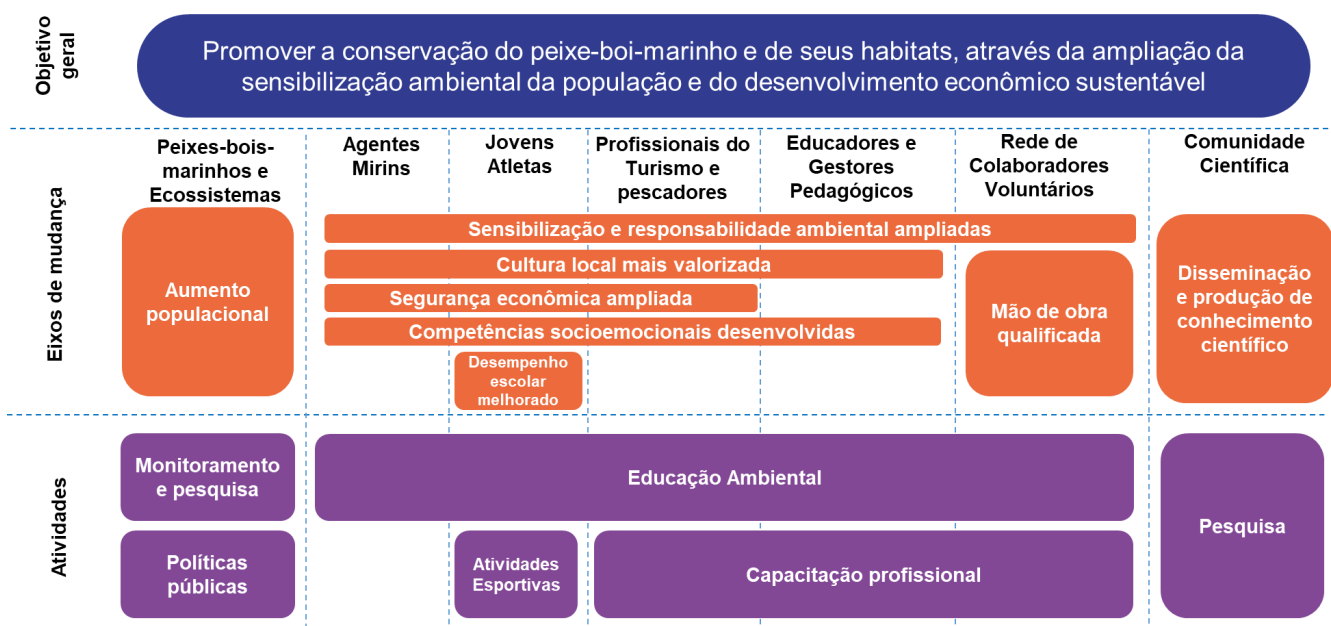 Objetivo
geral
Promover a conservação do peixe-boi-marinho e de seus habitats, através da ampliação da
sensibilização ambiental da população e do desenvolvimento econômico sustentável
Eixos de mudança
Peixes-bois-
marinhos e
Ecossistemas
Agentes
Mirins
Jovens
Atletas
Profissionais do
Turismo e
pescadores
Educadores e
Gestores
Pedagógicos
Rede de
Colaboradores
Voluntários
Comunidade
Científica
Aumento
populacional
Sensibilização e responsabilidade ambiental ampliadas
Cultura local mais valorizada
Segurança econômica ampliada
Competências socioemocionais desenvolvidas
Desempenho
escolar
melhorado
Mão de obra
qualificada
Disseminação
e produção de
conhecimento
científico
Atividades
Monitoramento
e pesquisa
Educação Ambiental
Pesquisa
Políticas
públicas
Atividades
Esportivas
Capacitação profissional